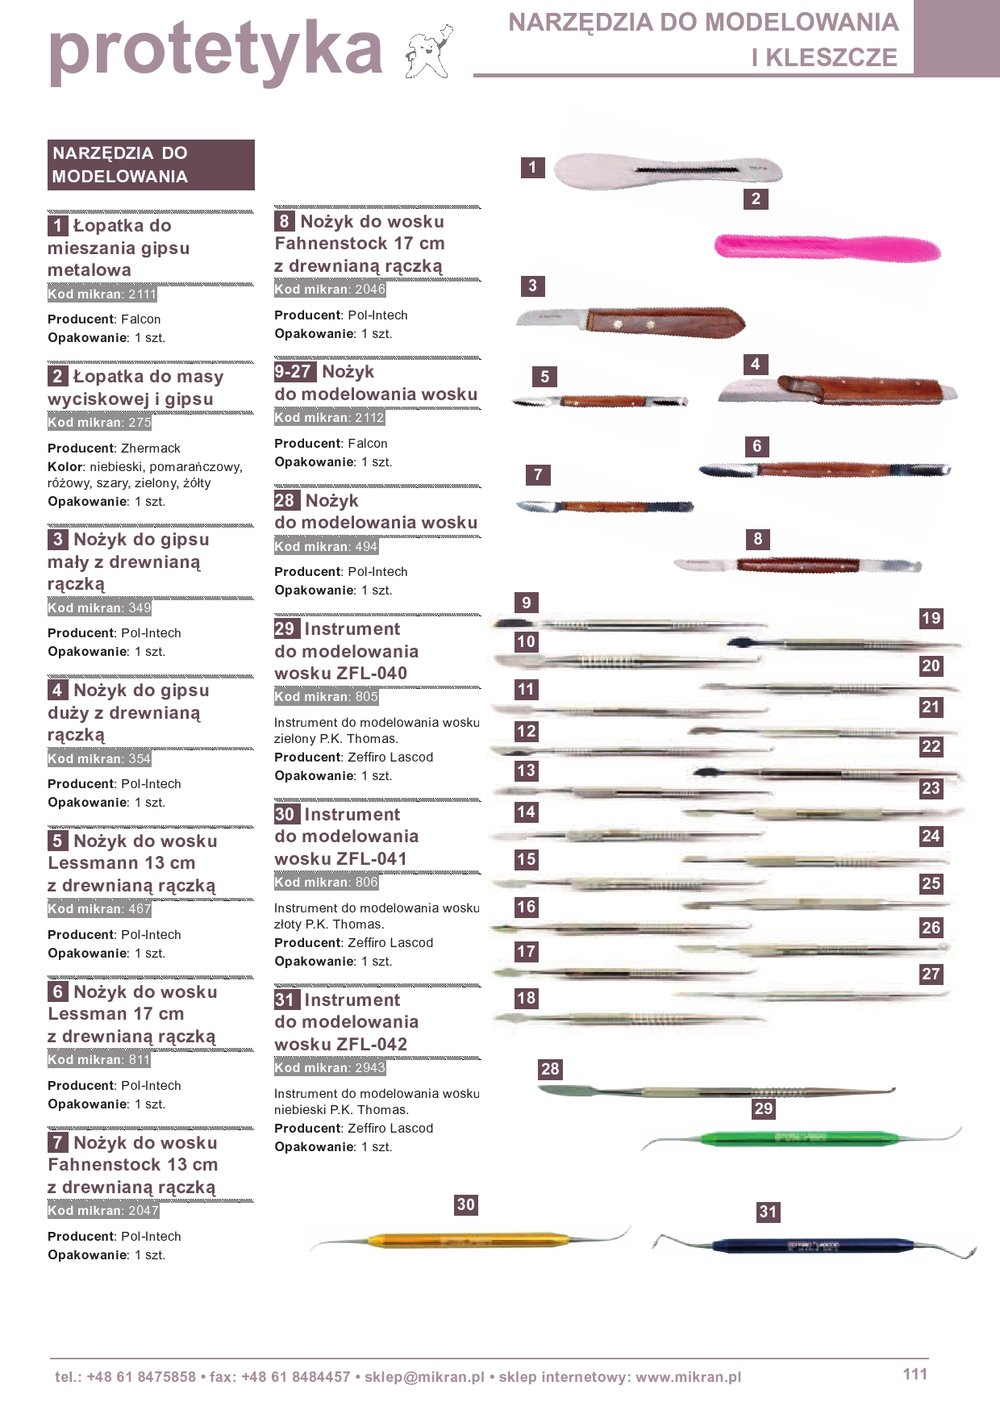 protetyka
NARZĘDZIA DO MODELOWANIA
I KLESZCZE
NARZĘDZIA DO
MODELOWANIA
1 Łopatka do
mieszania gipsu
metalowa
Kod mikran: 2111
Producent: Falcon
Opakowanie: 1 szt.
2 Łopatka do masy
wyciskowej i gipsu
Kod mikran: 275
Producent: Zhermack
Kolor: niebieski, pomarańczowy,
różowy, szary, zielony, żółty
Opakowanie: 1 szt.
3 Nożyk do gipsu
mały z drewnianą
rączką
Kod mikran: 349
Producent: Pol-Intech
Opakowanie: 1 szt.
4 Nożyk do gipsu
duży z drewnianą
rączką
Kod mikran: 354
Producent: Pol-Intech
Opakowanie: 1 szt.
5 Nożyk do wosku
Lessmann 13 cm
z drewnianą rączką
Kod mikran: 467
Producent: Pol-Intech
Opakowanie: 1 szt.
6 Nożyk do wosku
Lessman 17 cm
z drewnianą rączką
Kod mikran: 811
Producent: Pol-Intech
Opakowanie: 1 szt.
7 Nożyk do wosku
Fahnenstock 13 cm
z drewnianą rączką
Kod mikran: 2047
Producent: Pol-Intech
Opakowanie: 1 szt.
8 Nożyk do wosku
Fahnenstock 17 cm
z drewnianą rączką
Kod mikran: 2046
Producent: Pol-Intech
Opakowanie: 1 szt.
9-27 Nożyk
do modelowania wosku
Kod mikran: 2112
Producent: Falcon
Opakowanie: 1 szt.
28 Nożyk
do modelowania wosku
Kod mikran: 494
Producent: Pol-Intech
Opakowanie: 1 szt.
29 Instrument
do modelowania
wosku ZFL-040
Kod mikran: 805
Instrument do modelowania wosku
zielony P.K. Thomas.
Producent: Zeffiro Lascod
Opakowanie: 1 szt.
30 Instrument
do modelowania
wosku ZFL-041
Kod mikran: 806
Instrument do modelowania wosku
złoty P.K. Thomas.
Producent: Zeffiro Lascod
Opakowanie: 1 szt.
31 Instrument
do modelowania
wosku ZFL-042
Kod mikran: 2943
Instrument do modelowania wosku
niebieski P.K. Thomas.
Producent: Zeffiro Lascod
Opakowanie: 1 szt.
1
2
3
4
5
6
7
8
9
10
11
12
13
14
15
16
17
18
19
20
21
22
23
24
25
26
27
28
29
30
31
ZEFFIRO LASCOD
tel.: +48 61 8475858 • fax: +48 61 8484457 • sklep@mikran.pl • sklep internetowy: www.mikran.pl
111